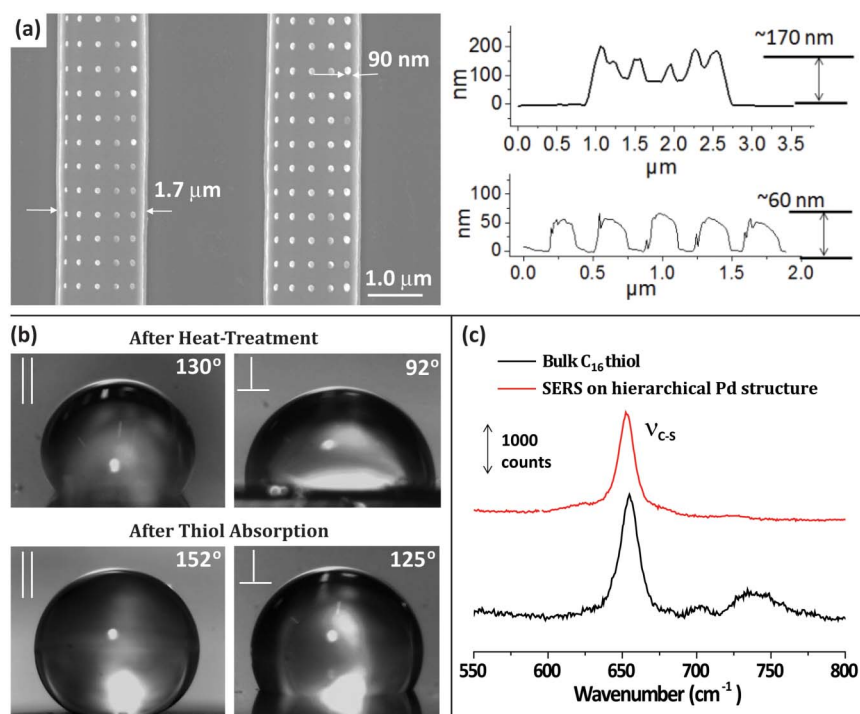 (a)
90 nm
1.7 μm
1.0 μm
200
100
0
nm
~170 nm
0.0 0.5 1.0 1.5 2.0 2.5 3.0 3.5
μm
100
50
0
nm
~60 nm
0.0 0.5 1.0 1.5 2.0
μm
(b)
After Heat-Treatment
130° 92°
After Thiol Absorption
152° 125°
(c)
Bulk C₁₆ thiol
SERS on hierarchical Pd structure
1000
counts
νC-S
550 600 650 700 750 800
Wavenumber (cm⁻¹)